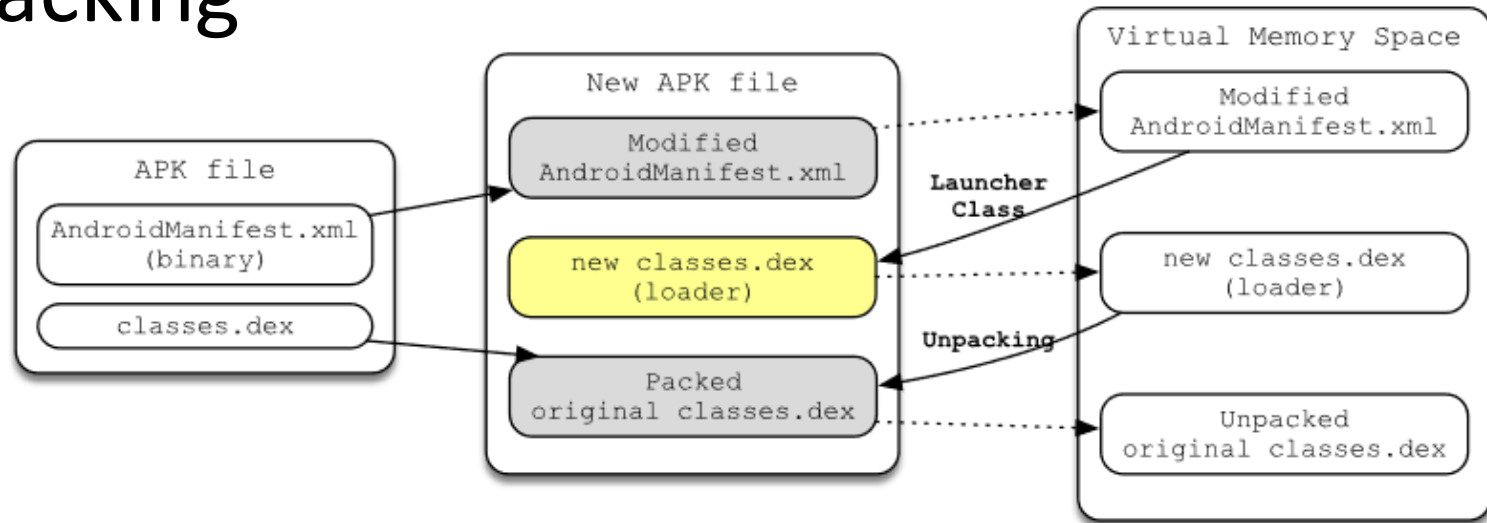 acking
APK file
AndroidManifest.xml
(binary)
classes.dex
New APK file
Modified
AndroidManifest.xml
new classes.dex
(loader)
Packed
original classes.dex
Launcher
Class
Unpacking
Virtual Memory Space
Modified
AndroidManifest.xml
new classes.dex
(loader)
Unpacked
original classes.dex